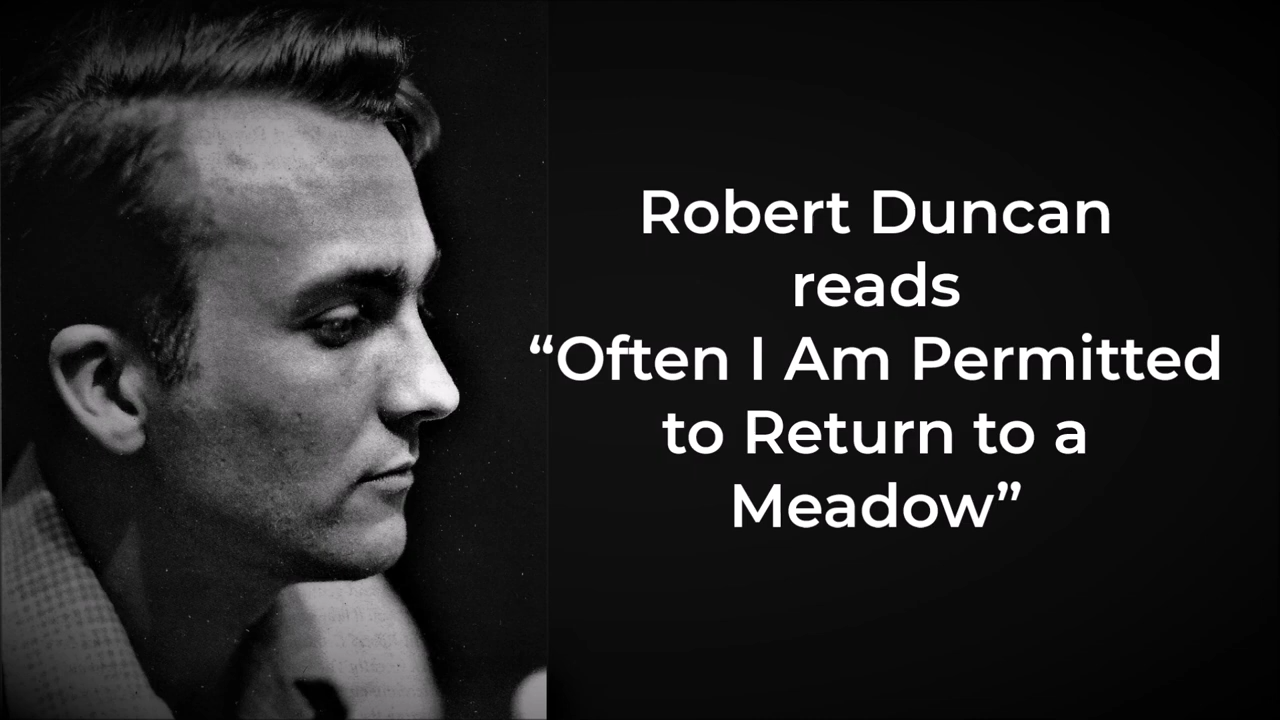 Robert Duncan
reads
“Often I Am Permitted
to Return to a
Meadow”